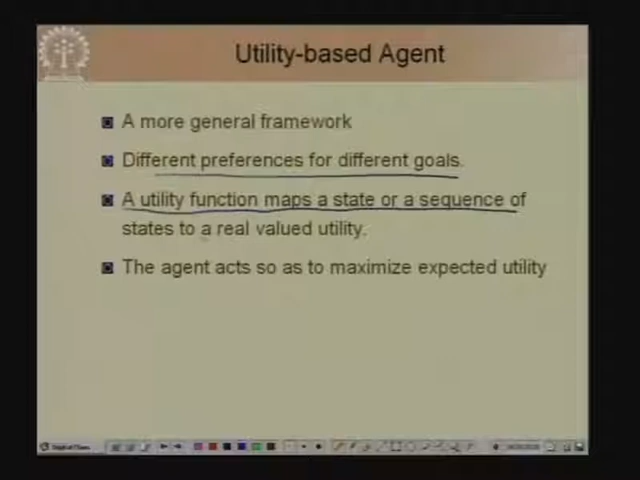 Utility-based Agent
A more general framework
Different preferences for different goals.
A utility function maps a state or a sequence of
states to a real valued utility.
The agent acts so as to maximize expected utility